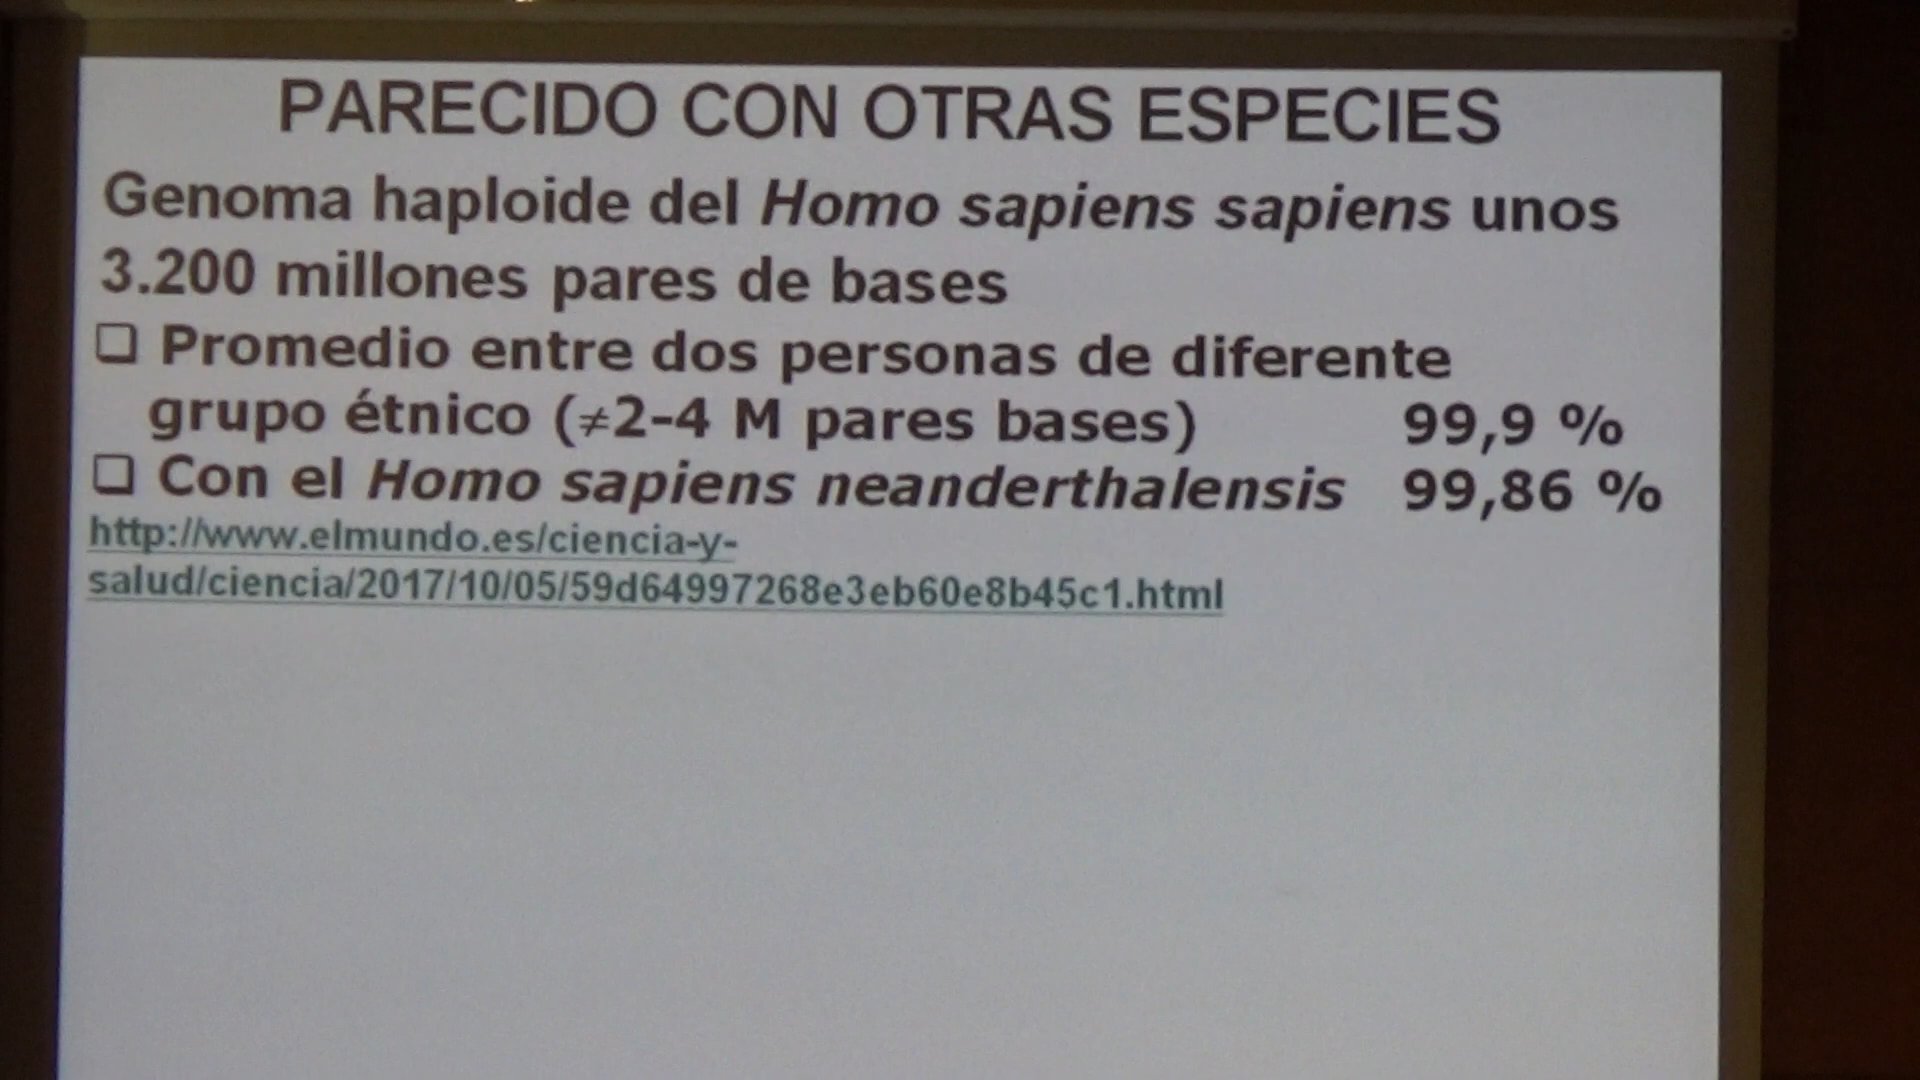 PARECIDO CON OTRAS ESPECIES
Genoma haploide del Homo sapiens sapiens unos
3.200 millones pares de bases
❑ Promedio entre dos personas de diferente
grupo étnico (≠2-4 M pares bases) 99,9 %
❑ Con el Homo sapiens neanderthalensis 99,86 %
http://www.elmundo.es/ciencia-y-
salud/ciencia/2017/10/05/59d64997268e3eb60e8b45c1.html